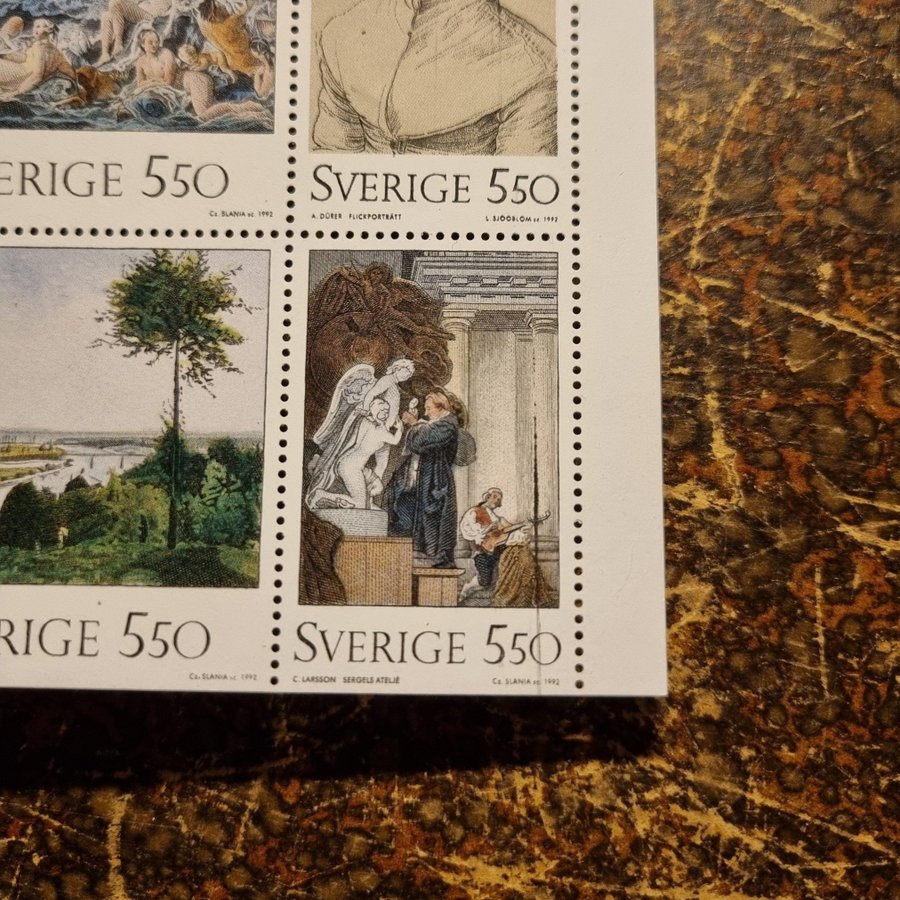 ERIGE 550
Cz. SLANIA sc. 1992
SVERIGE 550
A. DÜRER FLICKPORTRÄTT L. SJÖÖBLOM sc. 1992
RIGE 550
Cz. SLANIA sc. 1992
SVERIGE 550
C. LARSSON SERGELS ATELJÉ Cz. SLANIA sc. 1992